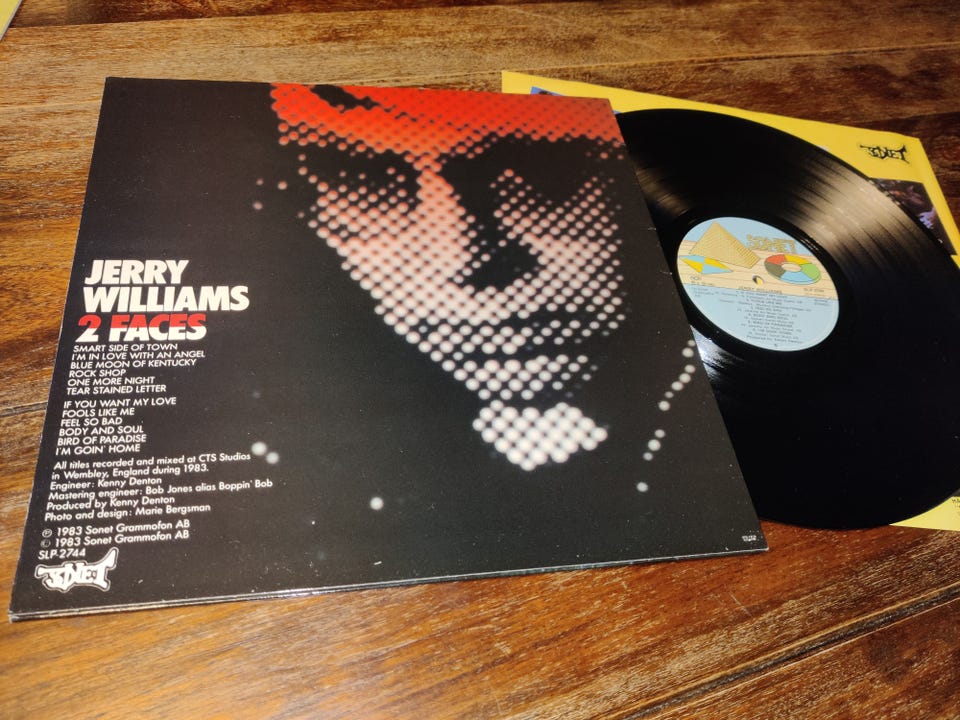 JERRY
WILLIAMS
2 FACES
SMART SIDE OF TOWN
I'M IN LOVE WITH AN ANGEL
BLUE MOON OF KENTUCKY
ROCK SHOP
ONE MORE NIGHT
TEAR STAINED LETTER
IF YOU WANT MY LOVE
FOOLS LIKE ME
FEEL SO BAD
BODY AND SOUL
BIRD OF PARADISE
I'M GOIN' HOME
All titles recorded and mixed at CTS Studios
in Wembley, England during 1983.
Engineer: Kenny Denton
Mastering engineer: Bob Jones alias Boppin' Bob
Produced by Kenny Denton
Photo and design: Marie Bergsman
℗ 1983 Sonet Grammofon AB
© 1983 Sonet Grammofon AB
SLP-2744
SONET
SONET
SONET
JERRY WILLIAMS